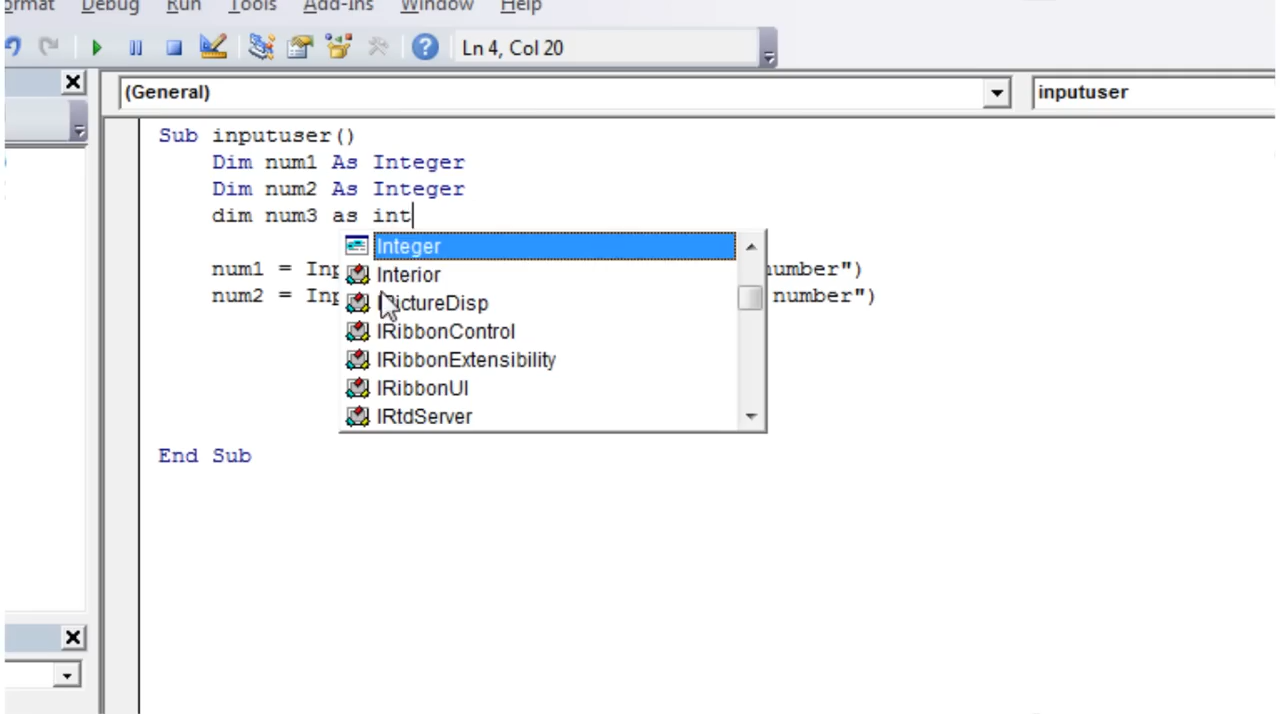 ormat Debug Run Tools Add-Ins Window Help
Ln 4, Col 20
(General) inputuser
Sub inputuser()
Dim num1 As Integer
Dim num2 As Integer
dim num3 as int
Integer
num1 = Inp umber")
Interior
num2 = Inp number")
IPictureDisp
IRibbonControl
IRibbonExtensibility
IRibbonUI
IRtdServer
End Sub